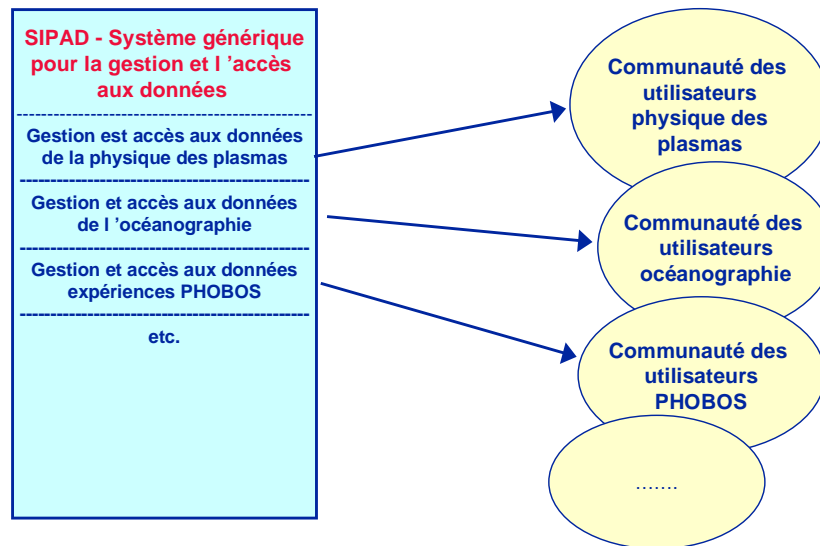 SIPAD - Système générique
pour la gestion et l ’accès
aux données
Gestion est accès aux données
de la physique des plasmas
Gestion et accès aux données
de l ’océanographie
Gestion et accès aux données
expériences PHOBOS
etc.
Communauté des
utilisateurs
physique des
plasmas
Communauté des
utilisateurs
océanographie
Communauté des
utilisateurs
PHOBOS
.......